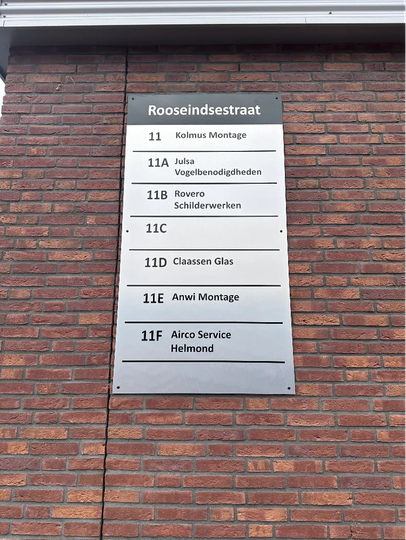 Rooseindsestraat
11 Kolmus Montage
11A Julsa
Vogelbenodigdheden
11B Rovero
Schilderwerken
11C
11D Claassen Glas
11E Anwi Montage
11F Airco Service
Helmond